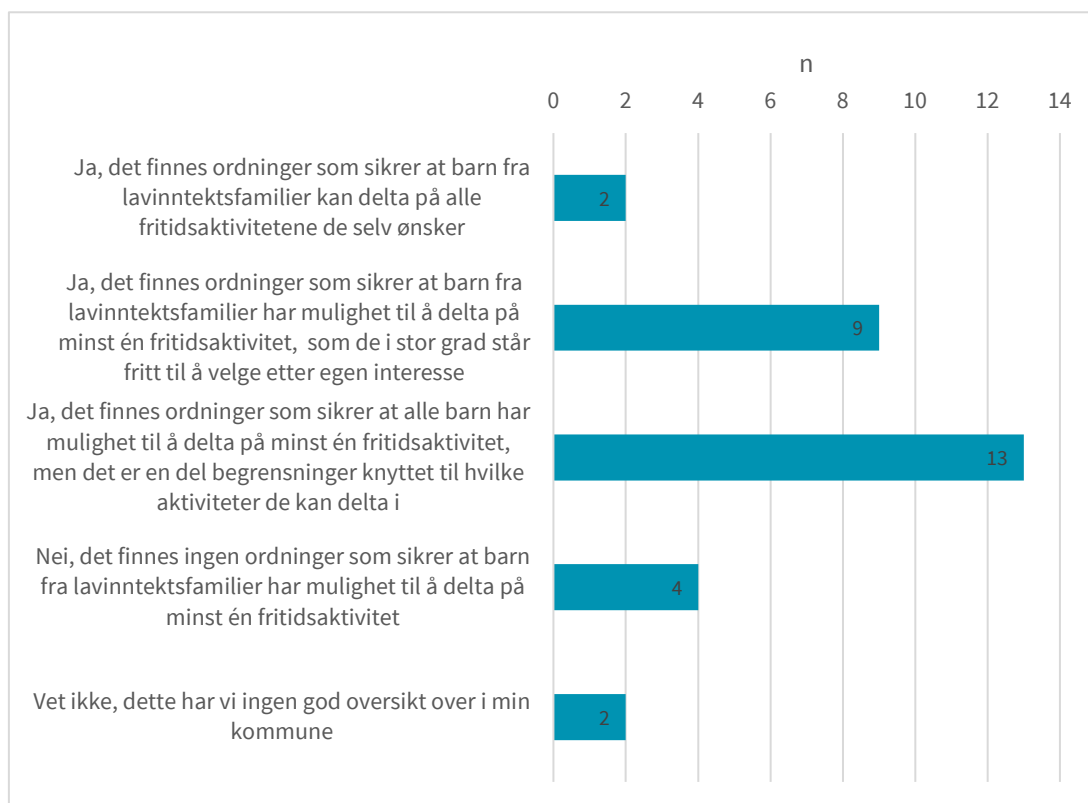 n
0 2 4 6 8 10 12 14
Ja, det finnes ordninger som sikrer at barn fra
lavinntektsfamilier kan delta på alle
fritidsaktivitetene de selv ønsker
2
Ja, det finnes ordninger som sikrer at barn fra
lavinntektsfamilier har mulighet til å delta på
minst én fritidsaktivitet, som de i stor grad står
fritt til å velge etter egen interesse
9
Ja, det finnes ordninger som sikrer at alle barn har
mulighet til å delta på minst én fritidsaktivitet,
men det er en del begrensninger knyttet til hvilke
aktiviteter de kan delta i
13
Nei, det finnes ingen ordninger som sikrer at barn
fra lavinntektsfamilier har mulighet til å delta på
minst én fritidsaktivitet
4
Vet ikke, dette har vi ingen god oversikt over i min
kommune
2